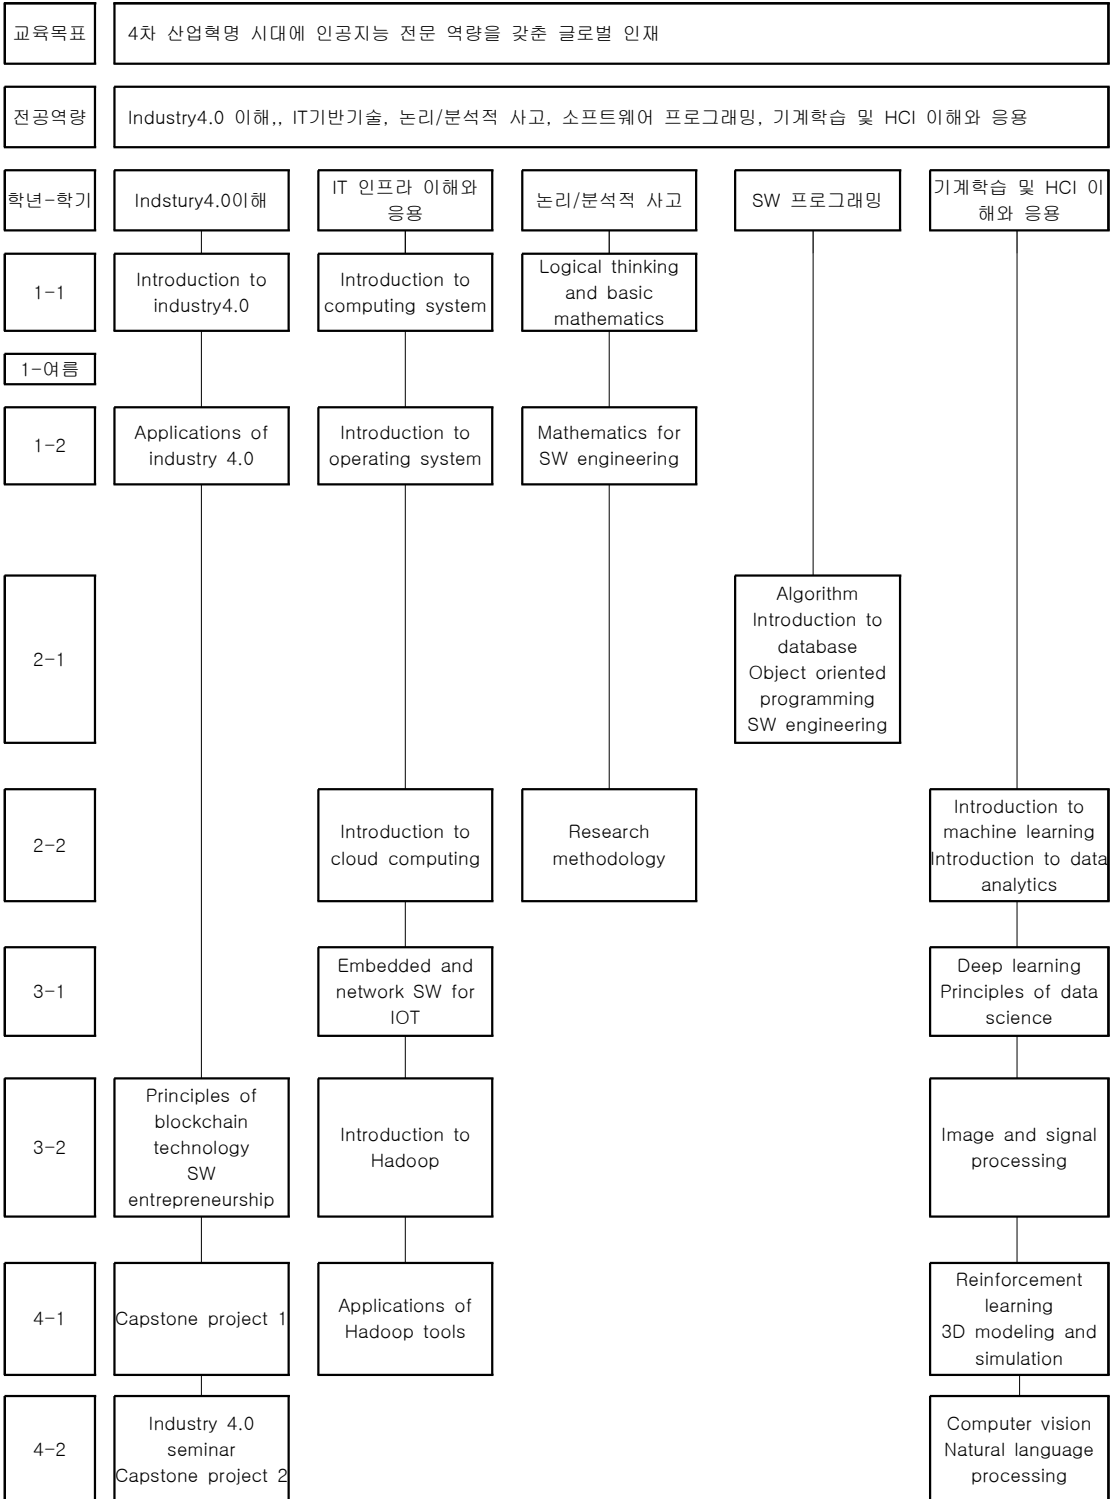 교육목표
4차 산업혁명 시대에 인공지능 전문 역량을 갖춘 글로벌 인재
전공역량
Industry4.0 이해,, IT기반기술, 논리/분석적 사고, 소프트웨어 프로그래밍, 기계학습 및 HCI 이해와 응용
학년-학기
Indstury4.0이해
IT 인프라 이해와
응용
논리/분석적 사고
SW 프로그래밍
기계학습 및 HCI 이
해와 응용
1-1
Introduction to
industry4.0
Introduction to
computing system
Logical thinking
and basic
mathematics
1-여름
1-2
Applications of
industry 4.0
Introduction to
operating system
Mathematics for
SW engineering
2-1
Algorithm
Introduction to
database
Object oriented
programming
SW engineering
2-2
Introduction to
cloud computing
Research
methodology
Introduction to
machine learning
Introduction to data
analytics
3-1
Embedded and
network SW for
IOT
Deep learning
Principles of data
science
3-2
Principles of
blockchain
technology
SW
entrepreneurship
Introduction to
Hadoop
Image and signal
processing
4-1
Capstone project 1
Applications of
Hadoop tools
Reinforcement
learning
3D modeling and
simulation
4-2
Industry 4.0
seminar
Capstone project 2
Computer vision
Natural language
processing